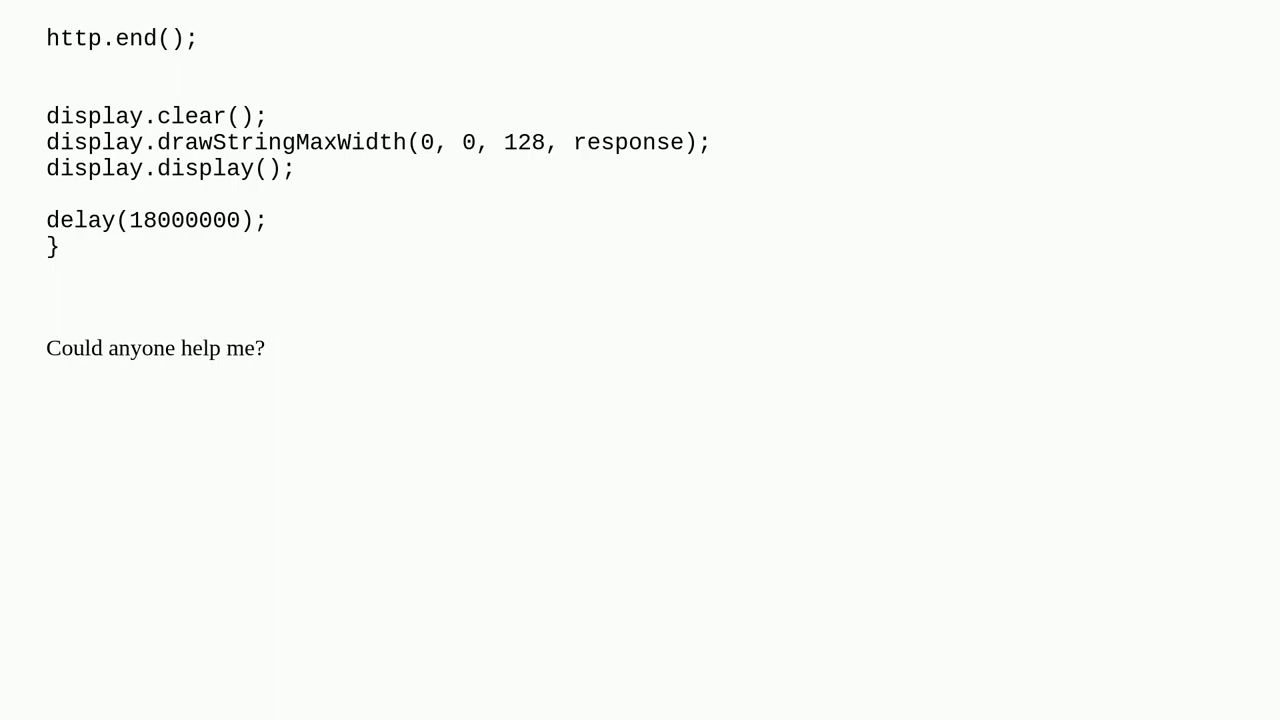 http.end();
display.clear();
display.drawStringMaxWidth(0, 0, 128, response);
display.display();
delay(18000000);
}
Could anyone help me?